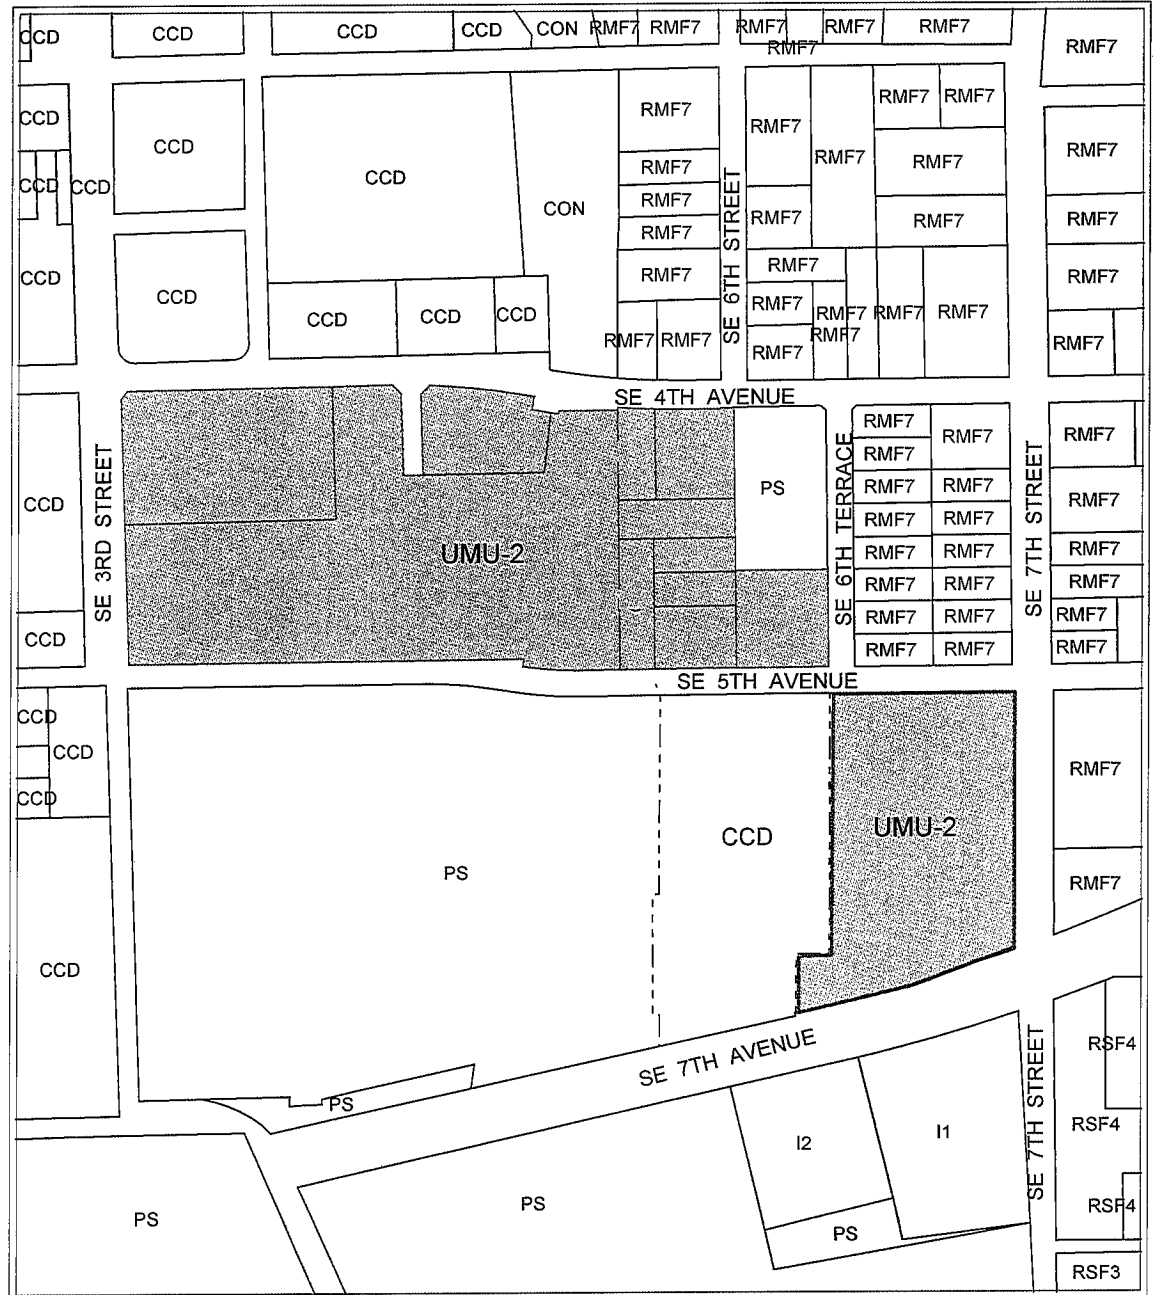 CCD CCD CCD CCD CON RMF7 RMF7 RMF7 RMF7 RMF7
RMF7 RMF7
CCD CCD CCD CON RMF7 RMF7 RMF7 RMF7 RMF7
RMF7 RMF7 RMF7
CCD CCD RMF7 RMF7 RMF7 RMF7
RMF7 RMF7
CCD CCD RMF7 RMF7 RMF7
CCD CCD CCD RMF7 RMF7 RMF7 RMF7 RMF7
RMF7 RMF7 RMF7 RMF7 RMF7
SE 6TH STREET
SE 4TH AVENUE
RMF7 RMF7 RMF7
RMF7
CCD PS RMF7 RMF7 RMF7
RMF7 RMF7
UMU-2 RMF7 RMF7 RMF7
RMF7 RMF7 RMF7
RMF7 RMF7 RMF7
CCD RMF7 RMF7 RMF7
SE 3RD STREET
SE 6TH TERRACE
SE 7TH STREET
SE 5TH AVENUE
CCD
CCD
CCD
RMF7
CCD UMU-2
PS RMF7
CCD
SE 7TH AVENUE
PS
SE 7TH STREET
RSF4
I2 I1 RSF4
PS PS RSF4
PS
RSF3